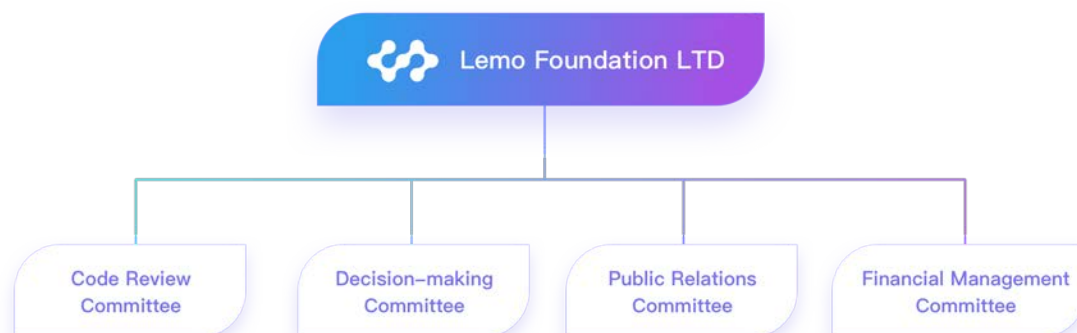 Lemo Foundation LTD
Code Review
Committee
Decision-making
Committee
Public Relations
Committee
Financial Management
Committee